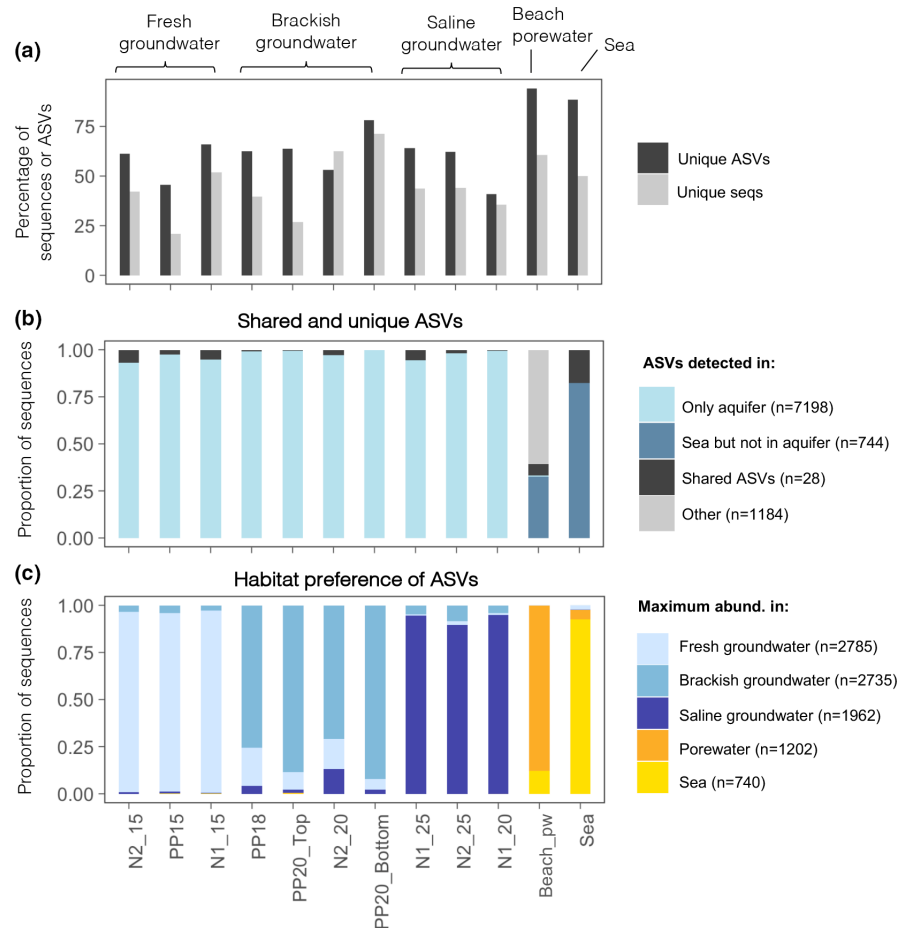 (a)
Fresh
groundwater
Brackish
groundwater
Saline
groundwater
Beach
porewater
Sea
Percentage of
sequences or ASVs
75
50
25
0
Unique ASVs
Unique seqs
(b)
Shared and unique ASVs
Proportion of sequences
1.00
0.75
0.50
0.25
0.00
ASVs detected in:
Only aquifer (n=7198)
Sea but not in aquifer (n=744)
Shared ASVs (n=28)
Other (n=1184)
(c)
Habitat preference of ASVs
Proportion of sequences
1.00
0.75
0.50
0.25
0.00
Maximum abund. in:
Fresh groundwater (n=2785)
Brackish groundwater (n=2735)
Saline groundwater (n=1962)
Porewater (n=1202)
Sea (n=740)
N2_15
PP15
N1_15
PP18
PP20_Top
N2_20
PP20_Bottom
N1_25
N2_25
N1_20
Beach_pw
Sea